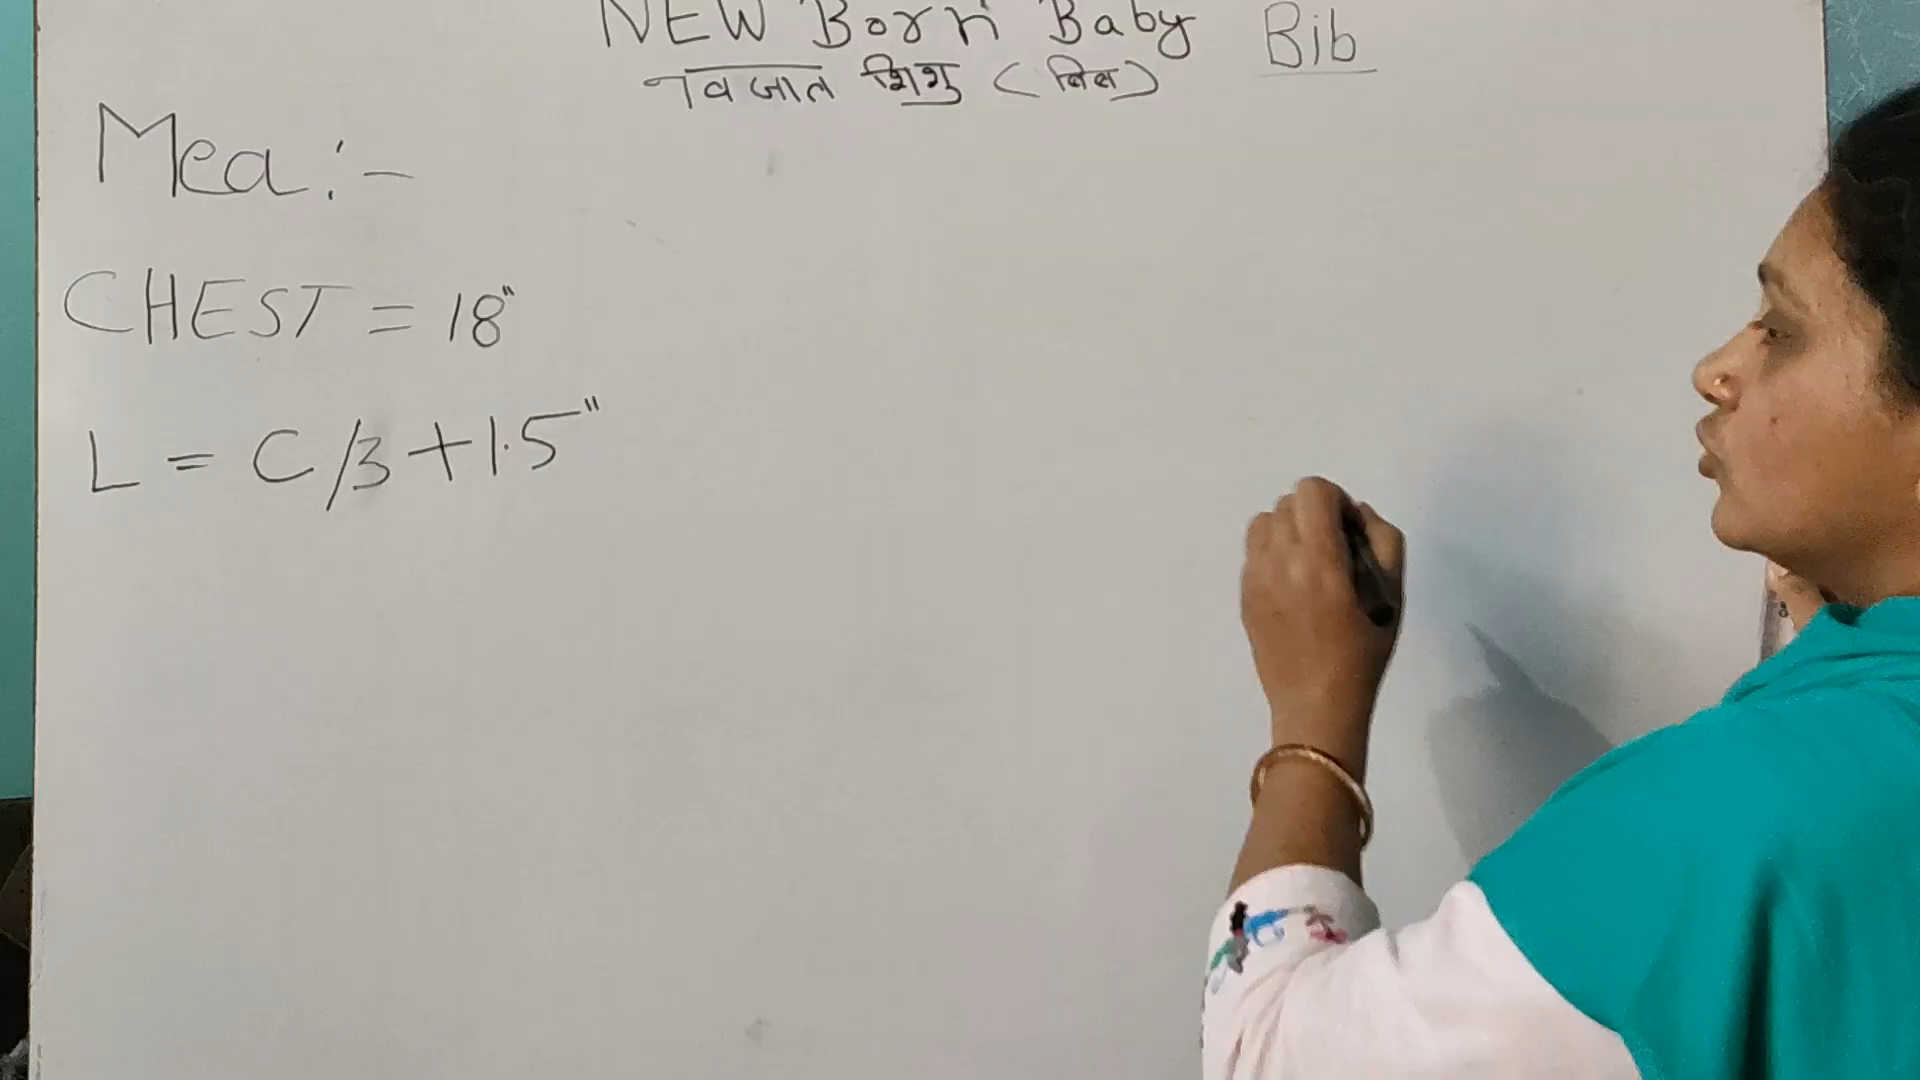 NEW Born Baby Bib
नवजात शिशु (बिब)
Mea:-
CHEST = 18"
L = C/3+1.5"